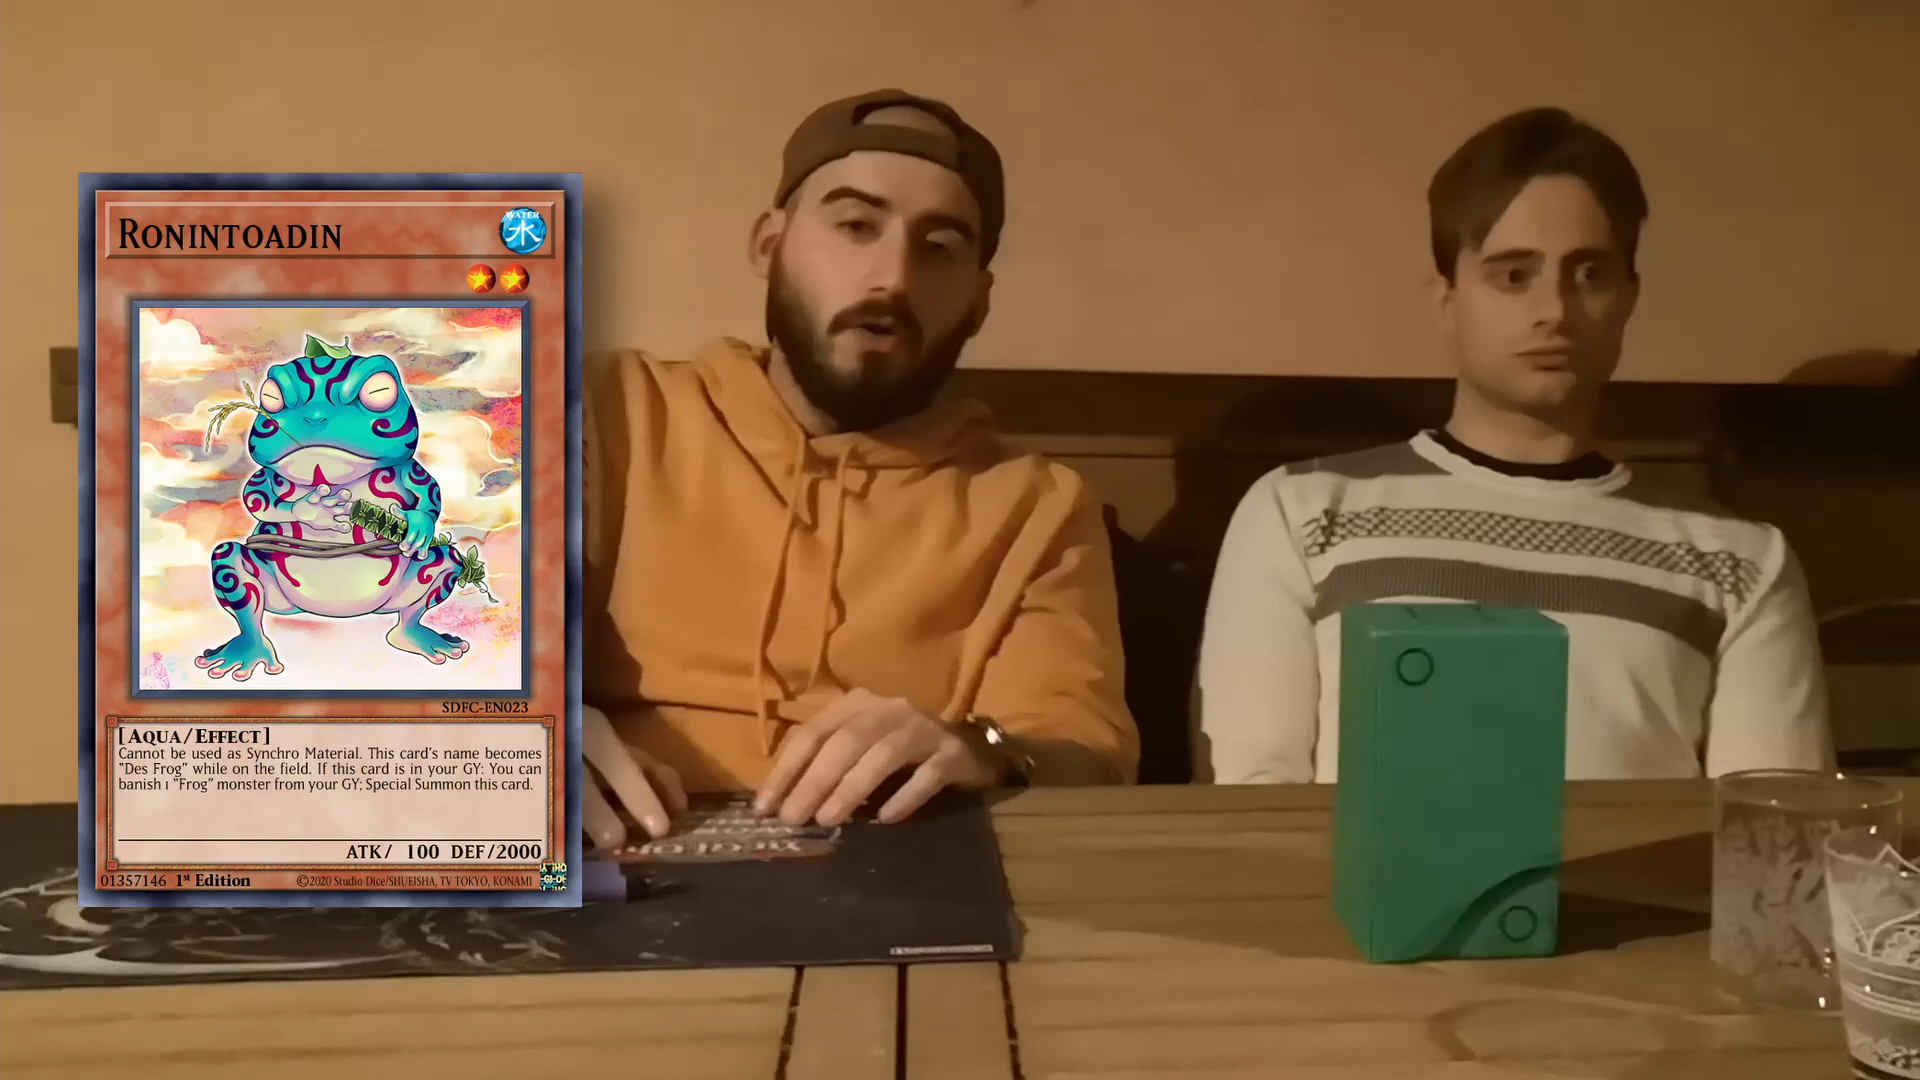 RONINTOADIN
WATER
水
SDFC-EN023
[AQUA/EFFECT]
Cannot be used as Synchro Material. This card's name becomes
"Des Frog" while on the field. If this card is in your GY: You can
banish 1 "Frog" monster from your GY; Special Summon this card.
ATK/ 100 DEF/2000
01357146 1st Edition ©2020 Studio Dice/SHUEISHA, TV TOKYO, KONAMI